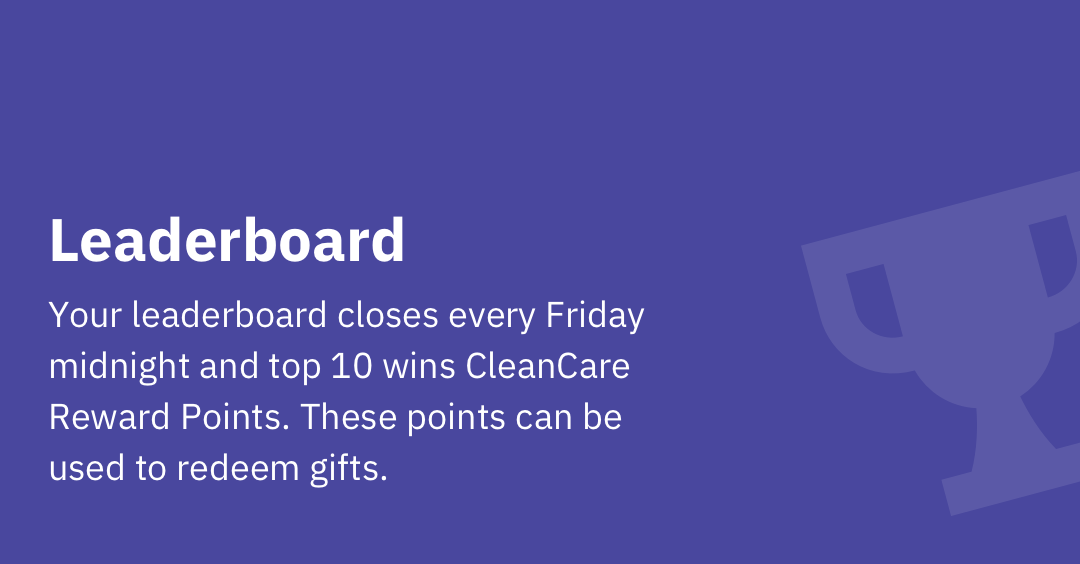 Leaderboard
Your leaderboard closes every Friday
midnight and top 10 wins CleanCare
Reward Points. These points can be
used to redeem gifts.